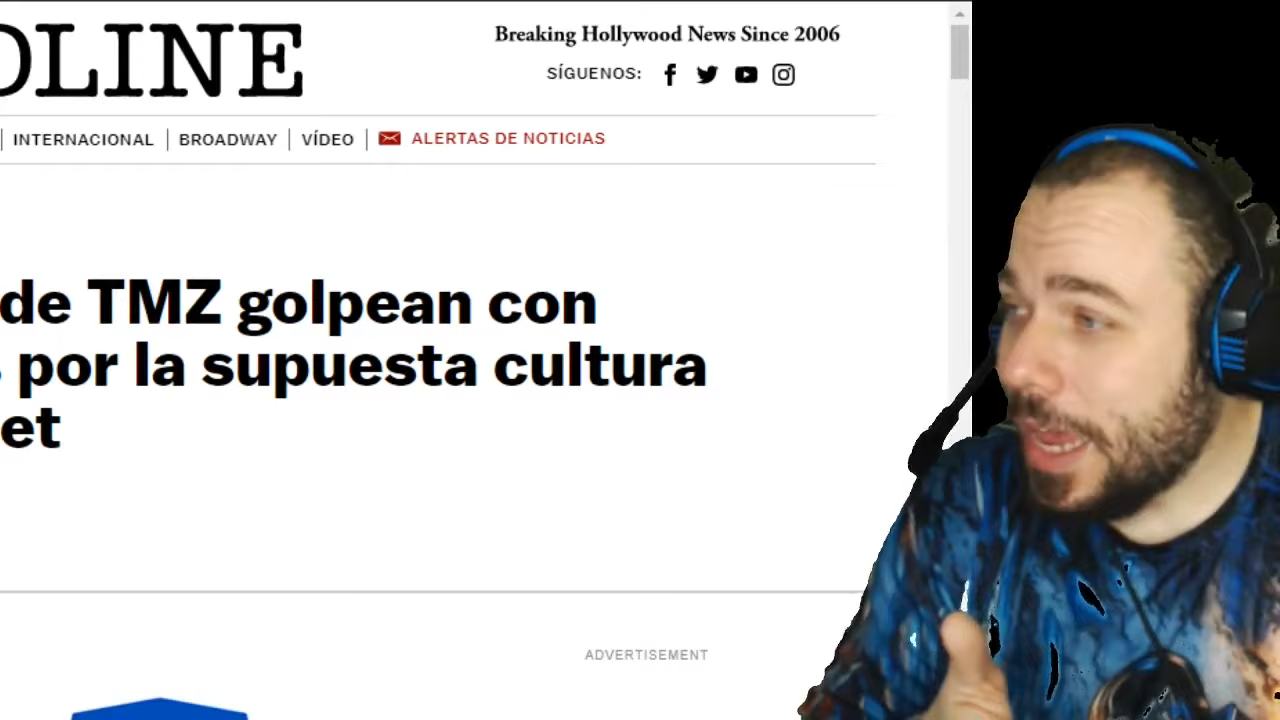 DLINE
Breaking Hollywood News Since 2006
SÍGUENOS:
INTERNACIONAL | BROADWAY | VÍDEO | ALERTAS DE NOTICIAS
de TMZ golpean con
por la supuesta cultura
et
ADVERTISEMENT